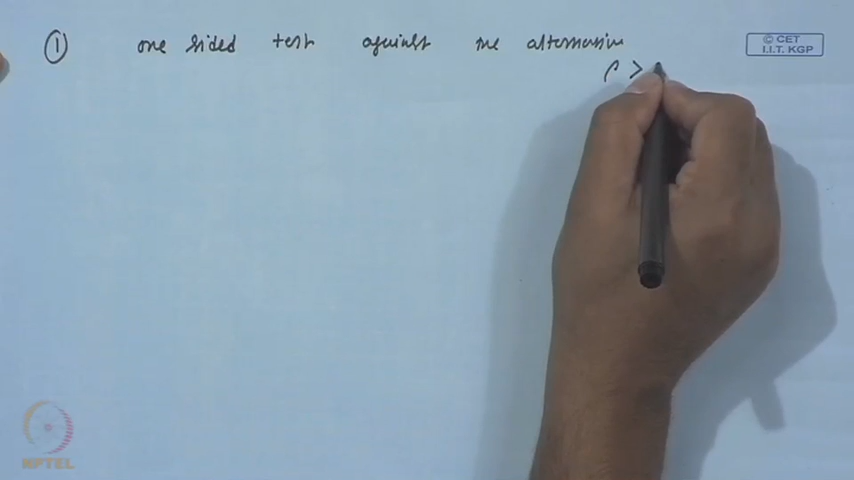 ① one sided test against the alternative
© CET
I.I.T. KGP
ρ >
NPTEL